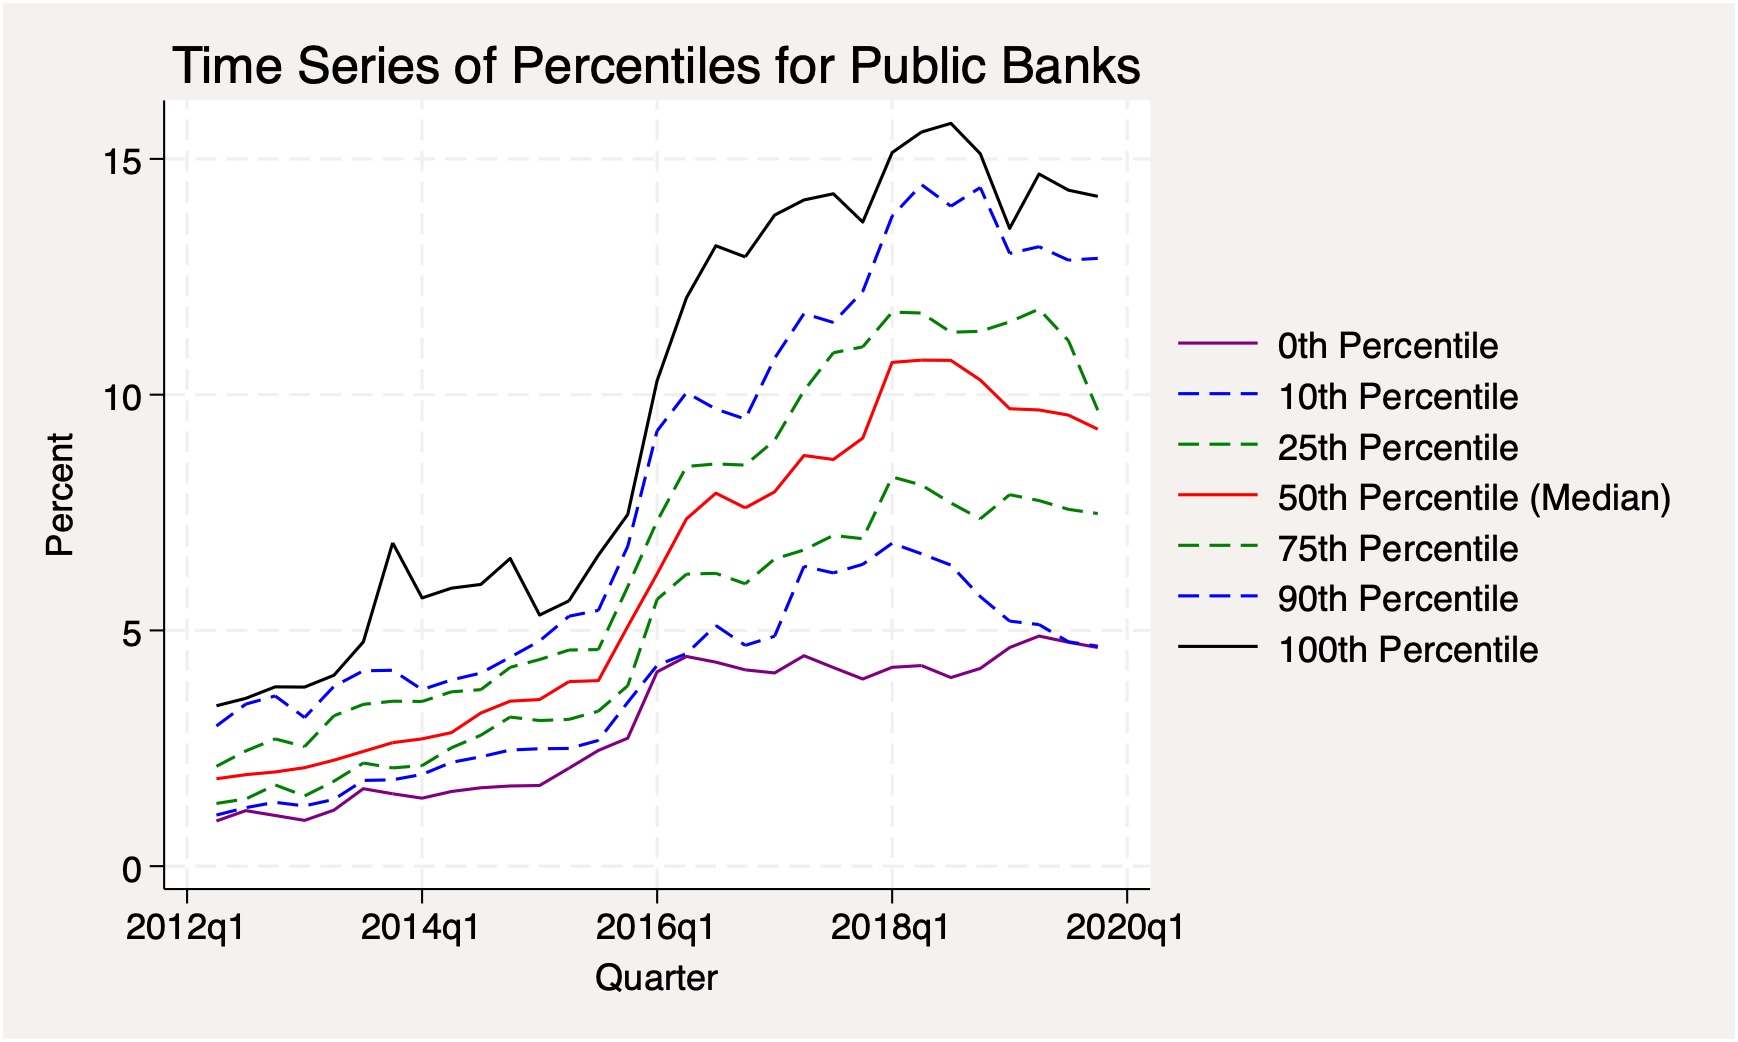 Time Series of Percentiles for Public Banks
Percent
15
10
5
0
2012q1 2014q1 2016q1 2018q1 2020q1
Quarter
0th Percentile
10th Percentile
25th Percentile
50th Percentile (Median)
75th Percentile
90th Percentile
100th Percentile